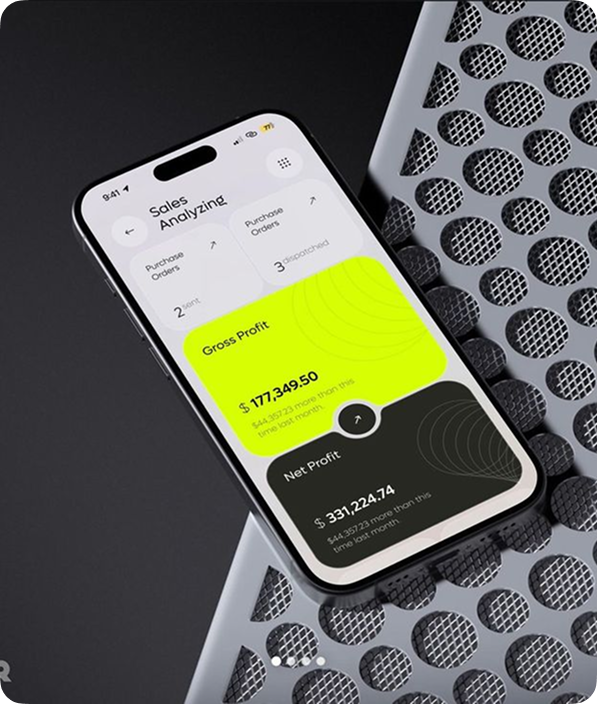 9:41
77
Sales
Analyzing
Purchase
Orders
2 sent
Purchase
Orders
3 dispatched
Gross Profit
$ 177,349.50
$44,357.23 more than this
time last month.
Net Profit
$ 331,224.74
$44,357.23 more than this
time last month.
R